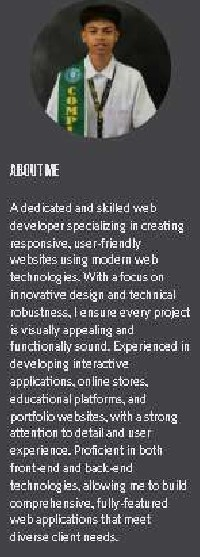 COMP
ABOUT ME
A dedicated and skilled web
developer specializing in creating
responsive, user-friendly
websites using modern web
technologies. With a focus on
innovative design and technical
robustness, I ensure every project
is visually appealing and
functionally sound. Experienced in
developing interactive
applications, online stores,
educational platforms, and
portfolio websites, with a strong
attention to detail and user
experience. Proficient in both
front-end and back-end
technologies, allowing me to build
comprehensive, fully-featured
web applications that meet
diverse client needs.